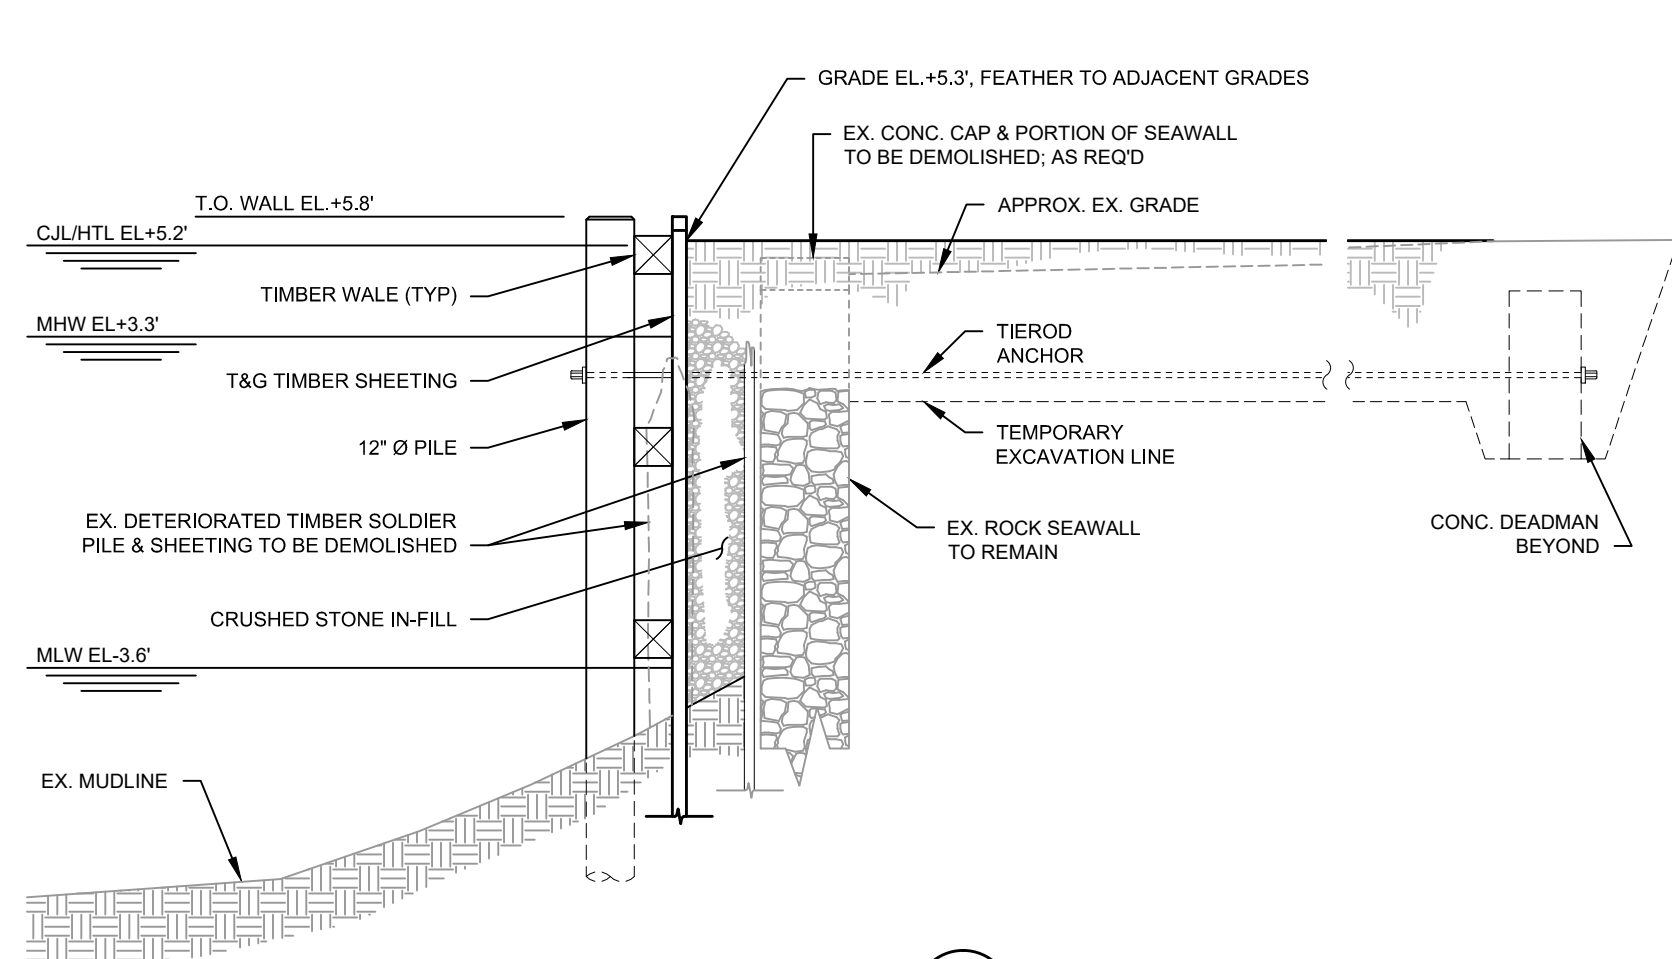 GRADE EL.+5.3', FEATHER TO ADJACENT GRADES
EX. CONC. CAP & PORTION OF SEAWALL
TO BE DEMOLISHED; AS REQ'D
T.O. WALL EL.+5.8'
APPROX. EX. GRADE
CJL/HTL EL+5.2'
TIMBER WALE (TYP)
MHW EL+3.3'
TIEROD
ANCHOR
T&G TIMBER SHEETING
12" Ø PILE
TEMPORARY
EXCAVATION LINE
EX. DETERIORATED TIMBER SOLDIER
PILE & SHEETING TO BE DEMOLISHED
EX. ROCK SEAWALL
TO REMAIN
CONC. DEADMAN
BEYOND
CRUSHED STONE IN-FILL
MLW EL-3.6'
EX. MUDLINE